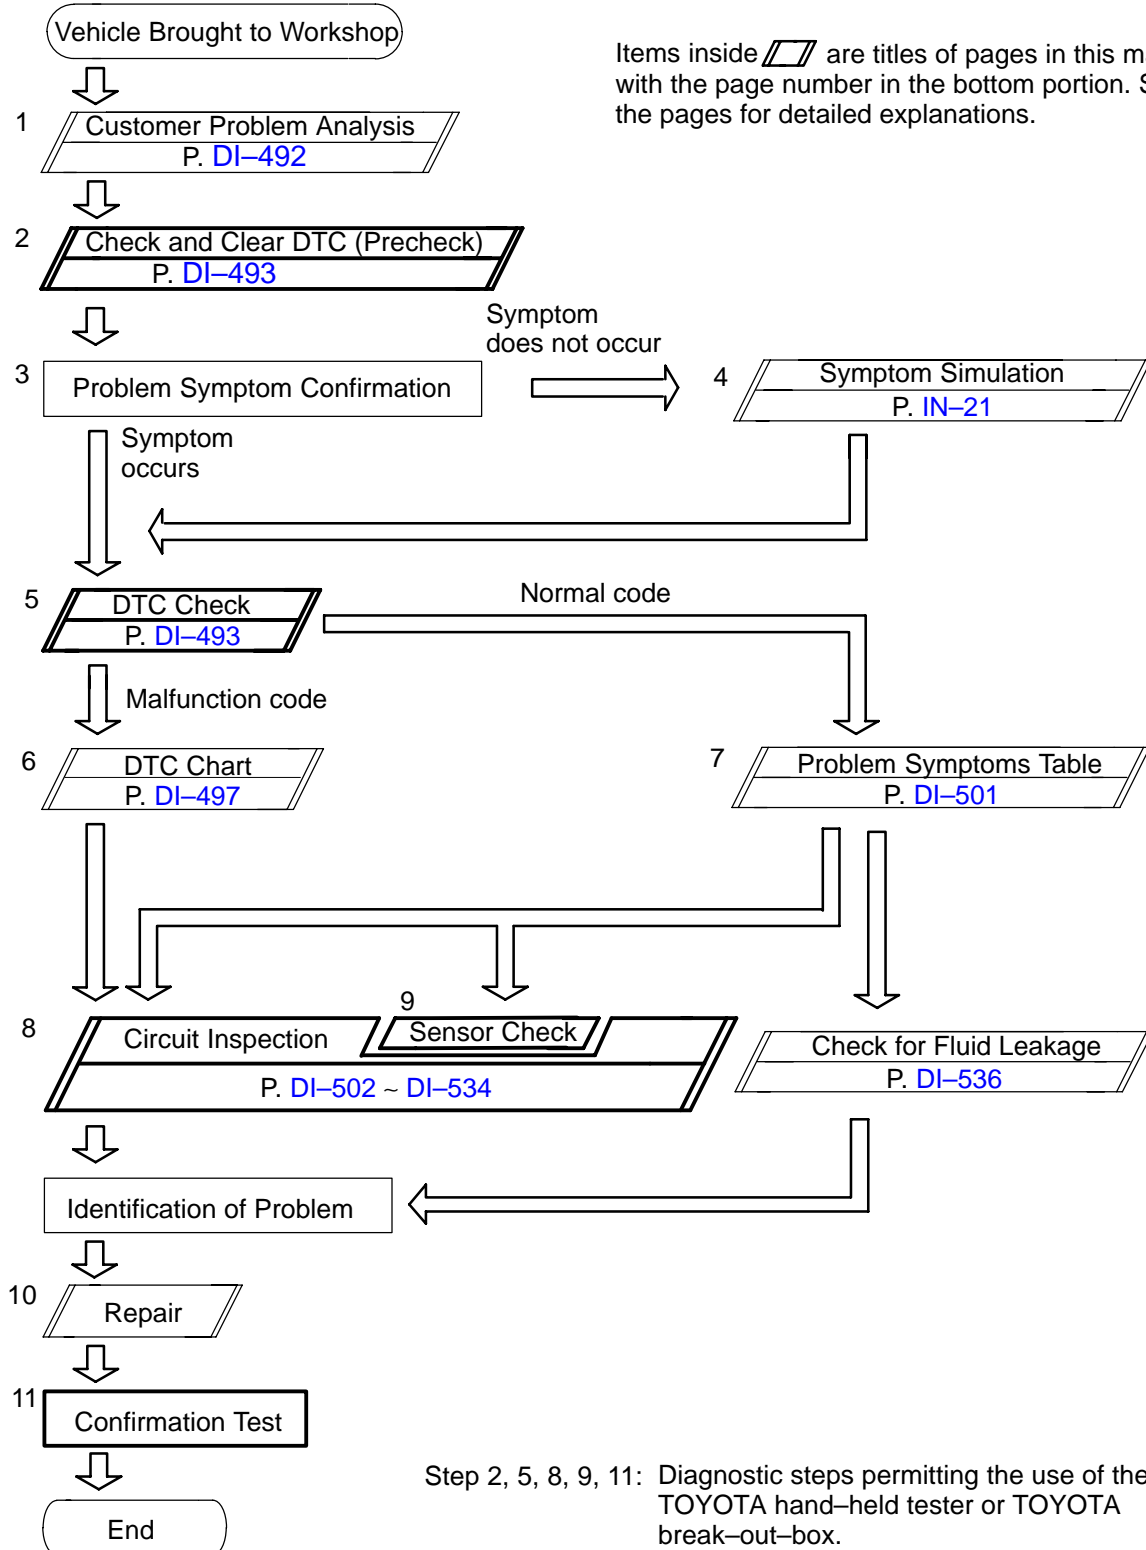 Vehicle Brought to Workshop
Items inside are titles of pages in this
with the page number in the bottom portion.
the pages for detailed explanations.
1
Customer Problem Analysis
P. DI–492
2
Check and Clear DTC (Precheck)
P. DI–493
Symptom
does not occur
3
Problem Symptom Confirmation
4
Symptom Simulation
P. IN–21
Symptom
occurs
5
DTC Check
P. DI–493
Normal code
Malfunction code
6
DTC Chart
P. DI–497
7
Problem Symptoms Table
P. DI–501
8
Circuit Inspection
9
Sensor Check
P. DI–502 ~ DI–534
Check for Fluid Leakage
P. DI–536
Identification of Problem
10
Repair
11
Confirmation Test
Step 2, 5, 8, 9, 11: Diagnostic steps permitting the use of the
TOYOTA hand–held tester or TOYOTA
break–out–box.
End